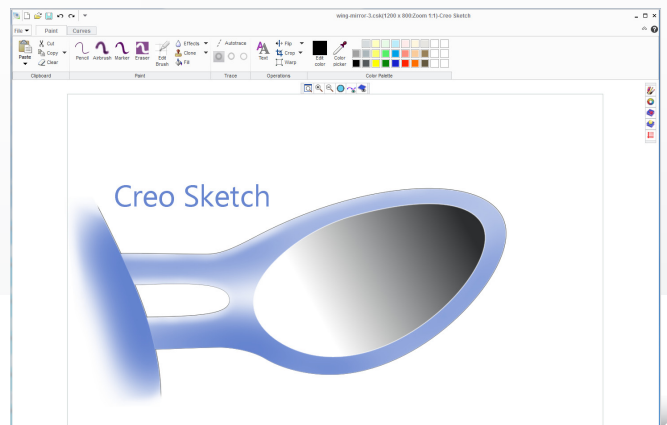 wing-mirror-3.csk(1200 x 800:Zoom 1:1)-Creo Sketch
File Paint Curves
Paste
Cut
Copy
Clear
Clipboard
Pencil Airbrush Marker Eraser Edit Brush
Effects
Clone
Fill
Paint
Autotrace
Trace
Text
Flip
Crop
Warp
Operations
Edit color
Color picker
Color Palette
Creo Sketch